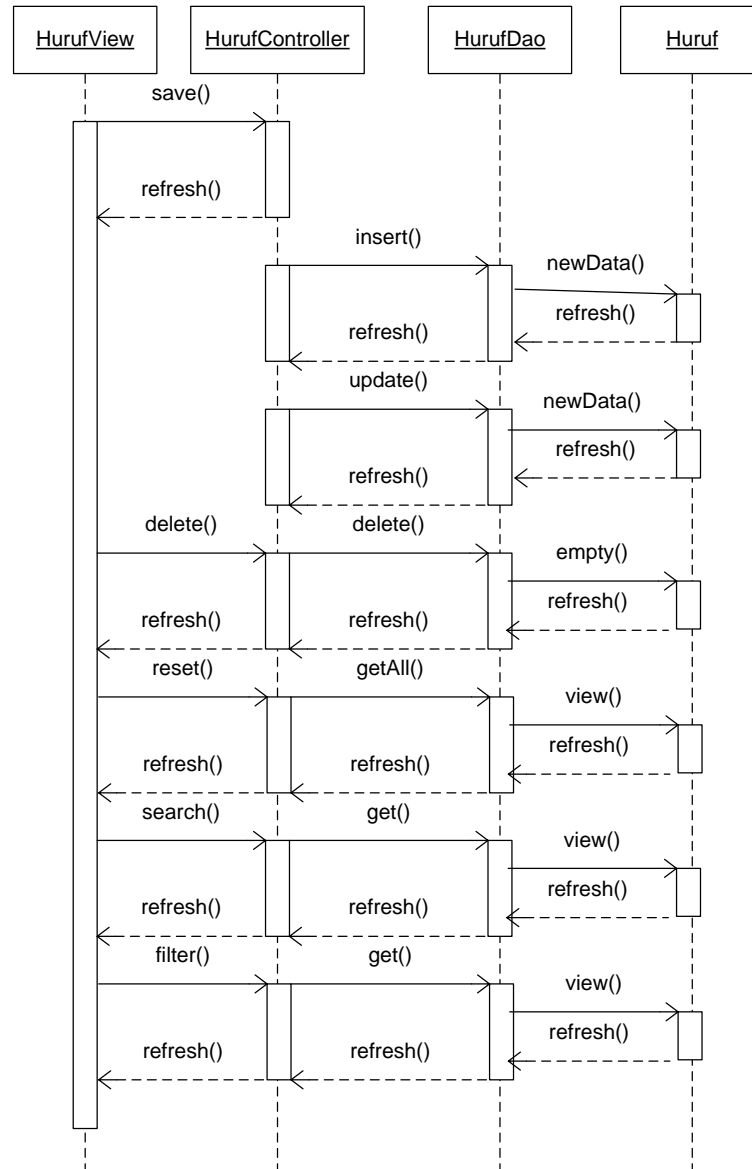 HurufView HurufController HurufDao Huruf
save()
refresh()
insert()
newData()
refresh()
refresh()
update()
newData()
refresh()
refresh()
delete() delete()
empty()
refresh()
refresh() refresh()
reset() getAll()
view()
refresh()
refresh() refresh()
search() get()
view()
refresh()
refresh() refresh()
filter() get()
view()
refresh()
refresh() refresh()